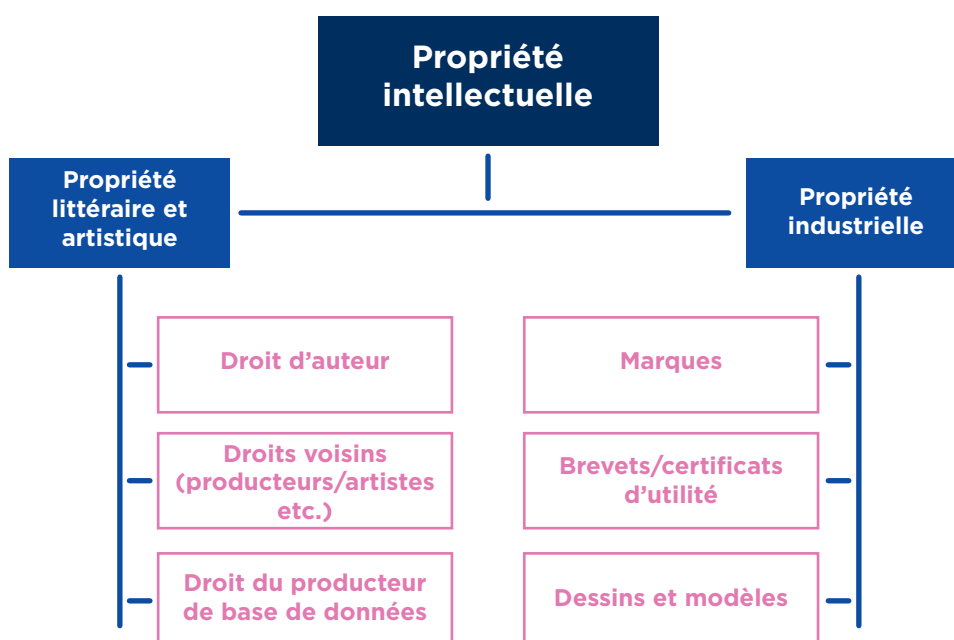 Propriété
intellectuelle
Propriété
littéraire et
artistique
Propriété
industrielle
Droit d’auteur
Marques
Droits voisins
(producteurs/artistes
etc.)
Brevets/certificats
d’utilité
Droit du producteur
de base de données
Dessins et modèles